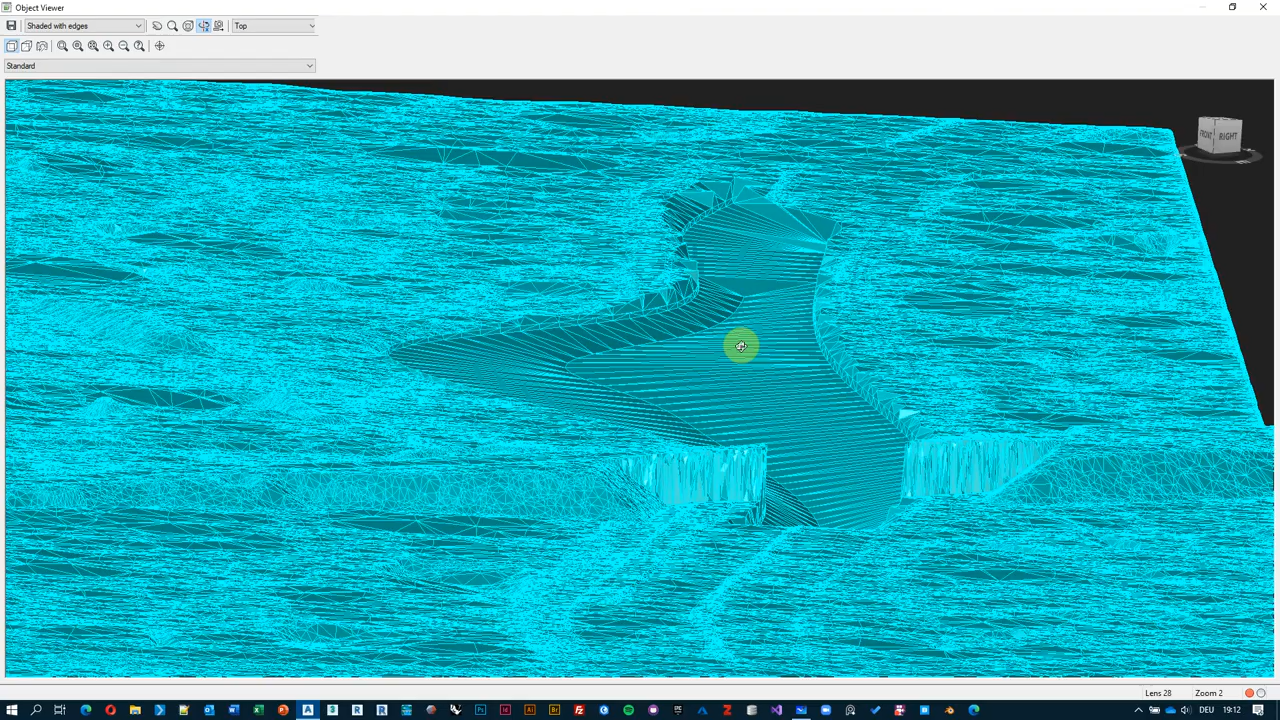 Object Viewer
Shaded with edges
Top
Standard
FRONT
RIGHT
Lens 28
Zoom 2
DEU
19:12